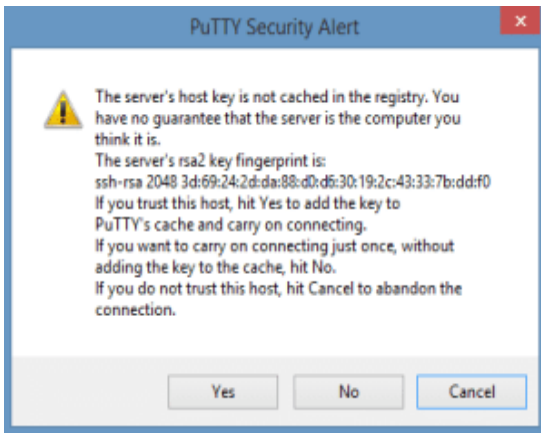 PuTTY Security Alert
The server's host key is not cached in the registry. You
have no guarantee that the server is the computer you
think it is.
The server's rsa2 key fingerprint is:
ssh-rsa 2048 3d:69:24:2d:da:88:d0:d6:30:19:2c:43:33:7b:dd:f0
If you trust this host, hit Yes to add the key to
PuTTY's cache and carry on connecting.
If you want to carry on connecting just once, without
adding the key to the cache, hit No.
If you do not trust this host, hit Cancel to abandon the
connection.
Yes No Cancel